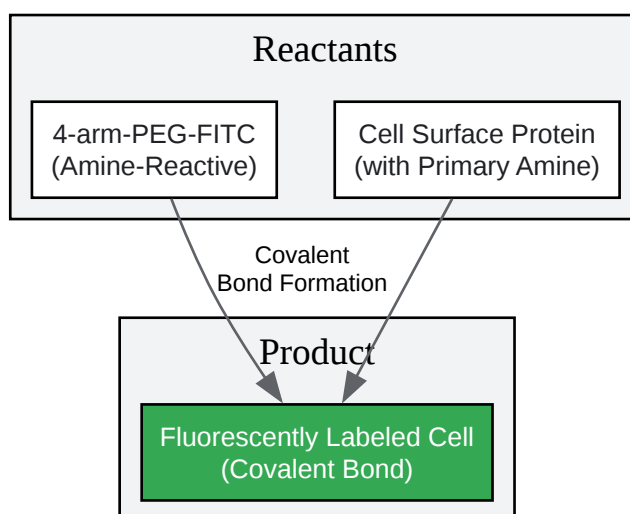 Reactants
4-arm-PEG-FITC
(Amine-Reactive)
Cell Surface Protein
(with Primary Amine)
Covalent
Bond Formation
Product
Fluorescently Labeled Cell
(Covalent Bond)